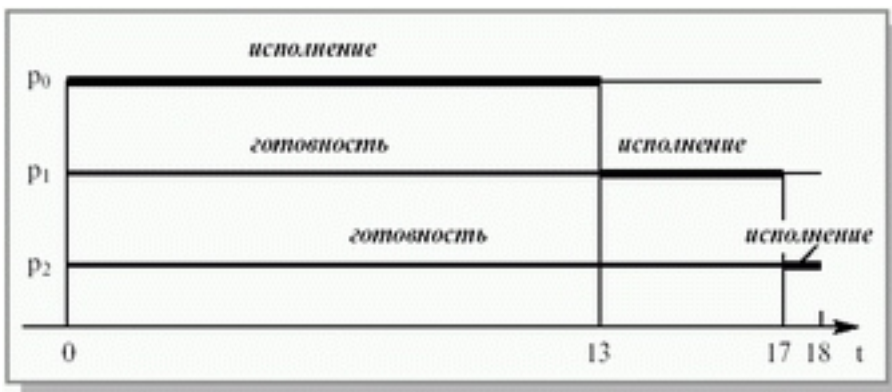 исполнение
p₀
готовность исполнение
p₁
готовность исполнение
p₂
0 13 17 18 t